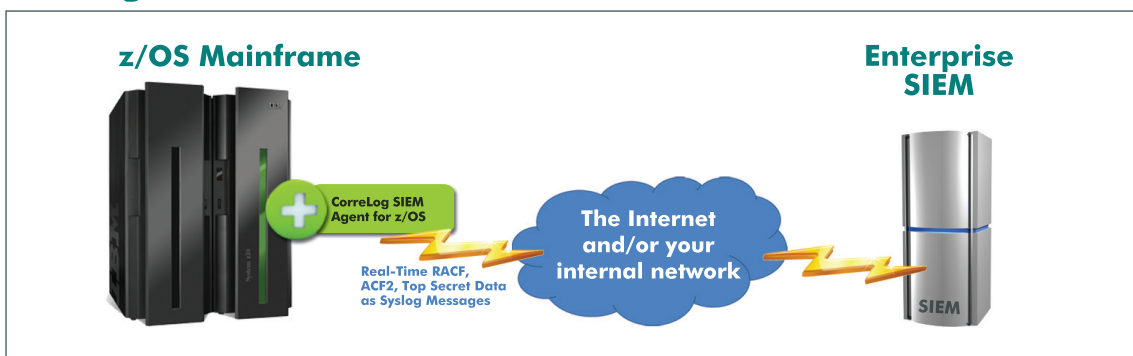 z/OS Mainframe
Enterprise
SIEM
CorreLog SIEM
Agent for z/OS
The Internet
and/or your
internal network
Real-Time RACF,
ACF2, Top Secret Data
as Syslog Messages
SIEM